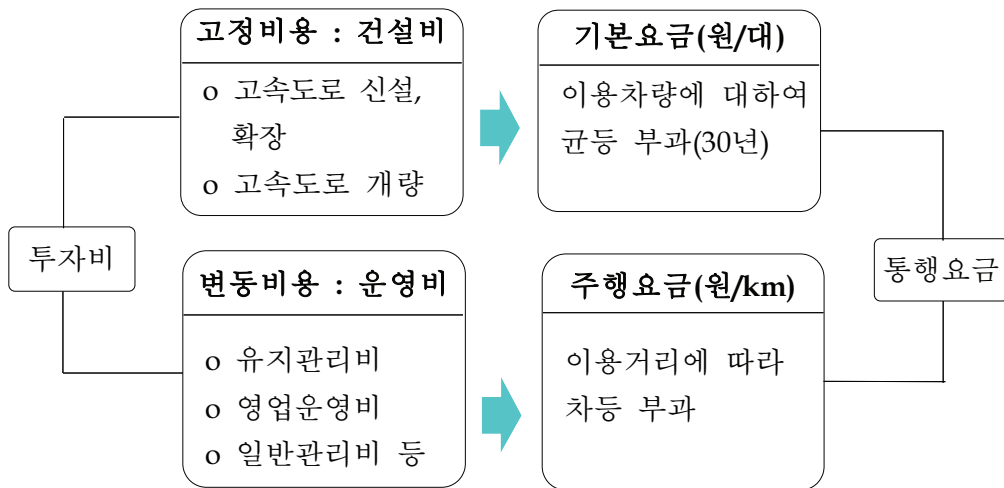 고정비용 : 건설비
o 고속도로 신설,
확장
o 고속도로 개량
기본요금(원/대)
이용차량에 대하여
균등 부과(30년)
투자비
통행요금
변동비용 : 운영비
o 유지관리비
o 영업운영비
o 일반관리비 등
주행요금(원/km)
이용거리에 따라
차등 부과